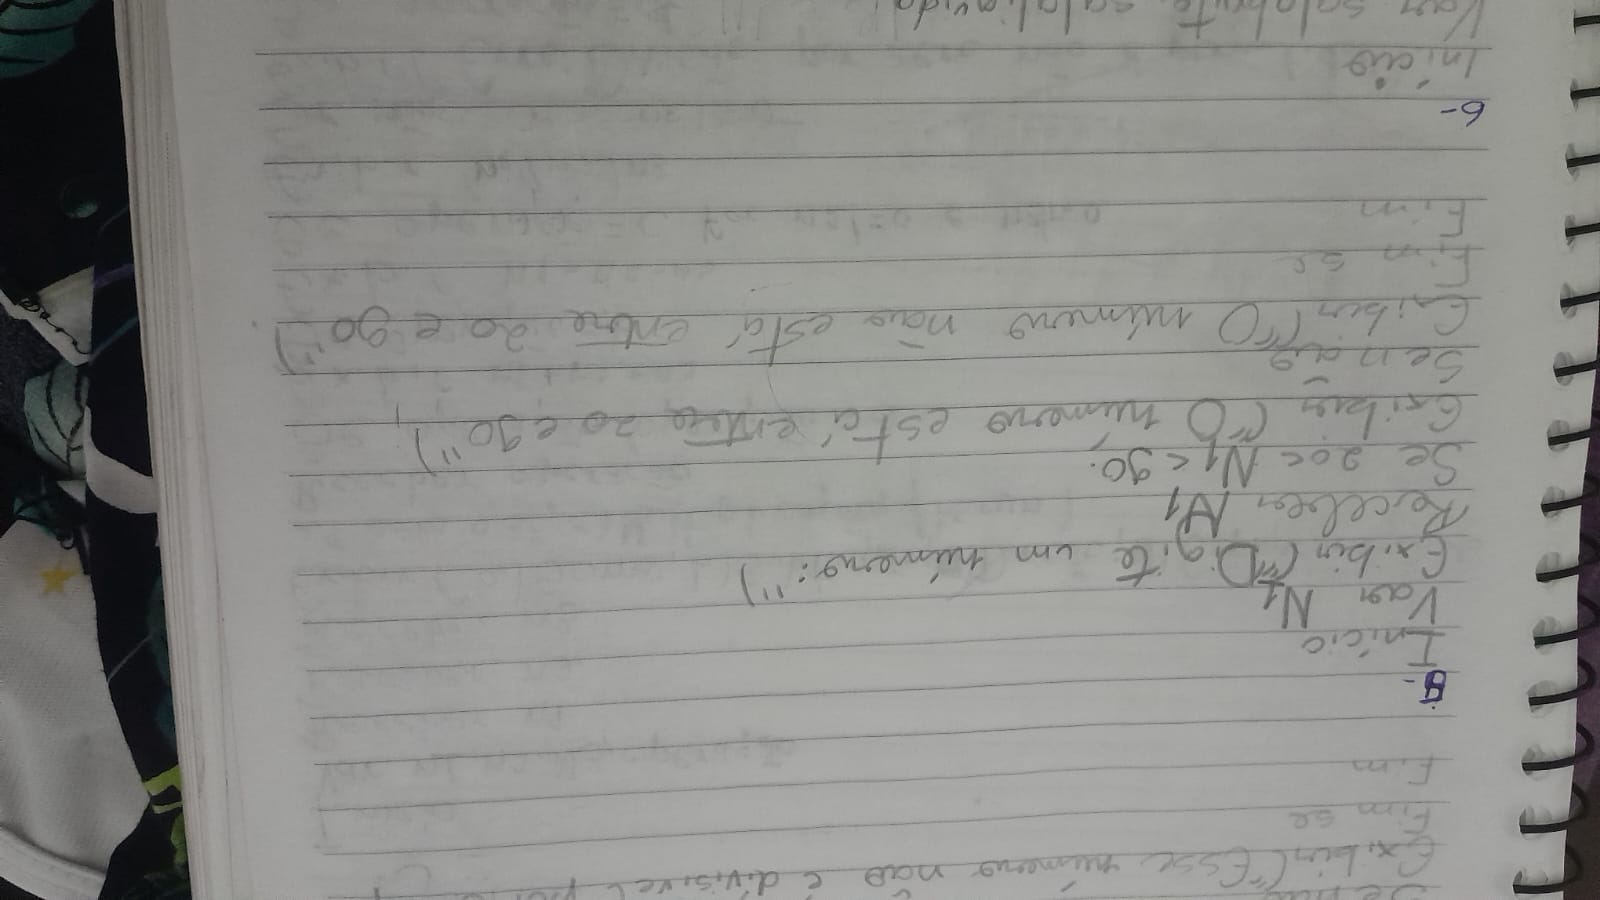 Senão
Exibir ("Esse número não é divisível por
Fim se
Fim
5-
Início
Var N1
Exibir ("Digite um número:")
Receber N1
Se 20 < N1 < 90.
Exibir ("O número está entre 20 e 90")
Senão
Exibir ("O número não está entre 20 e 90")
Fim se
Fim
6-
Início
Var salabruto, salaliquido